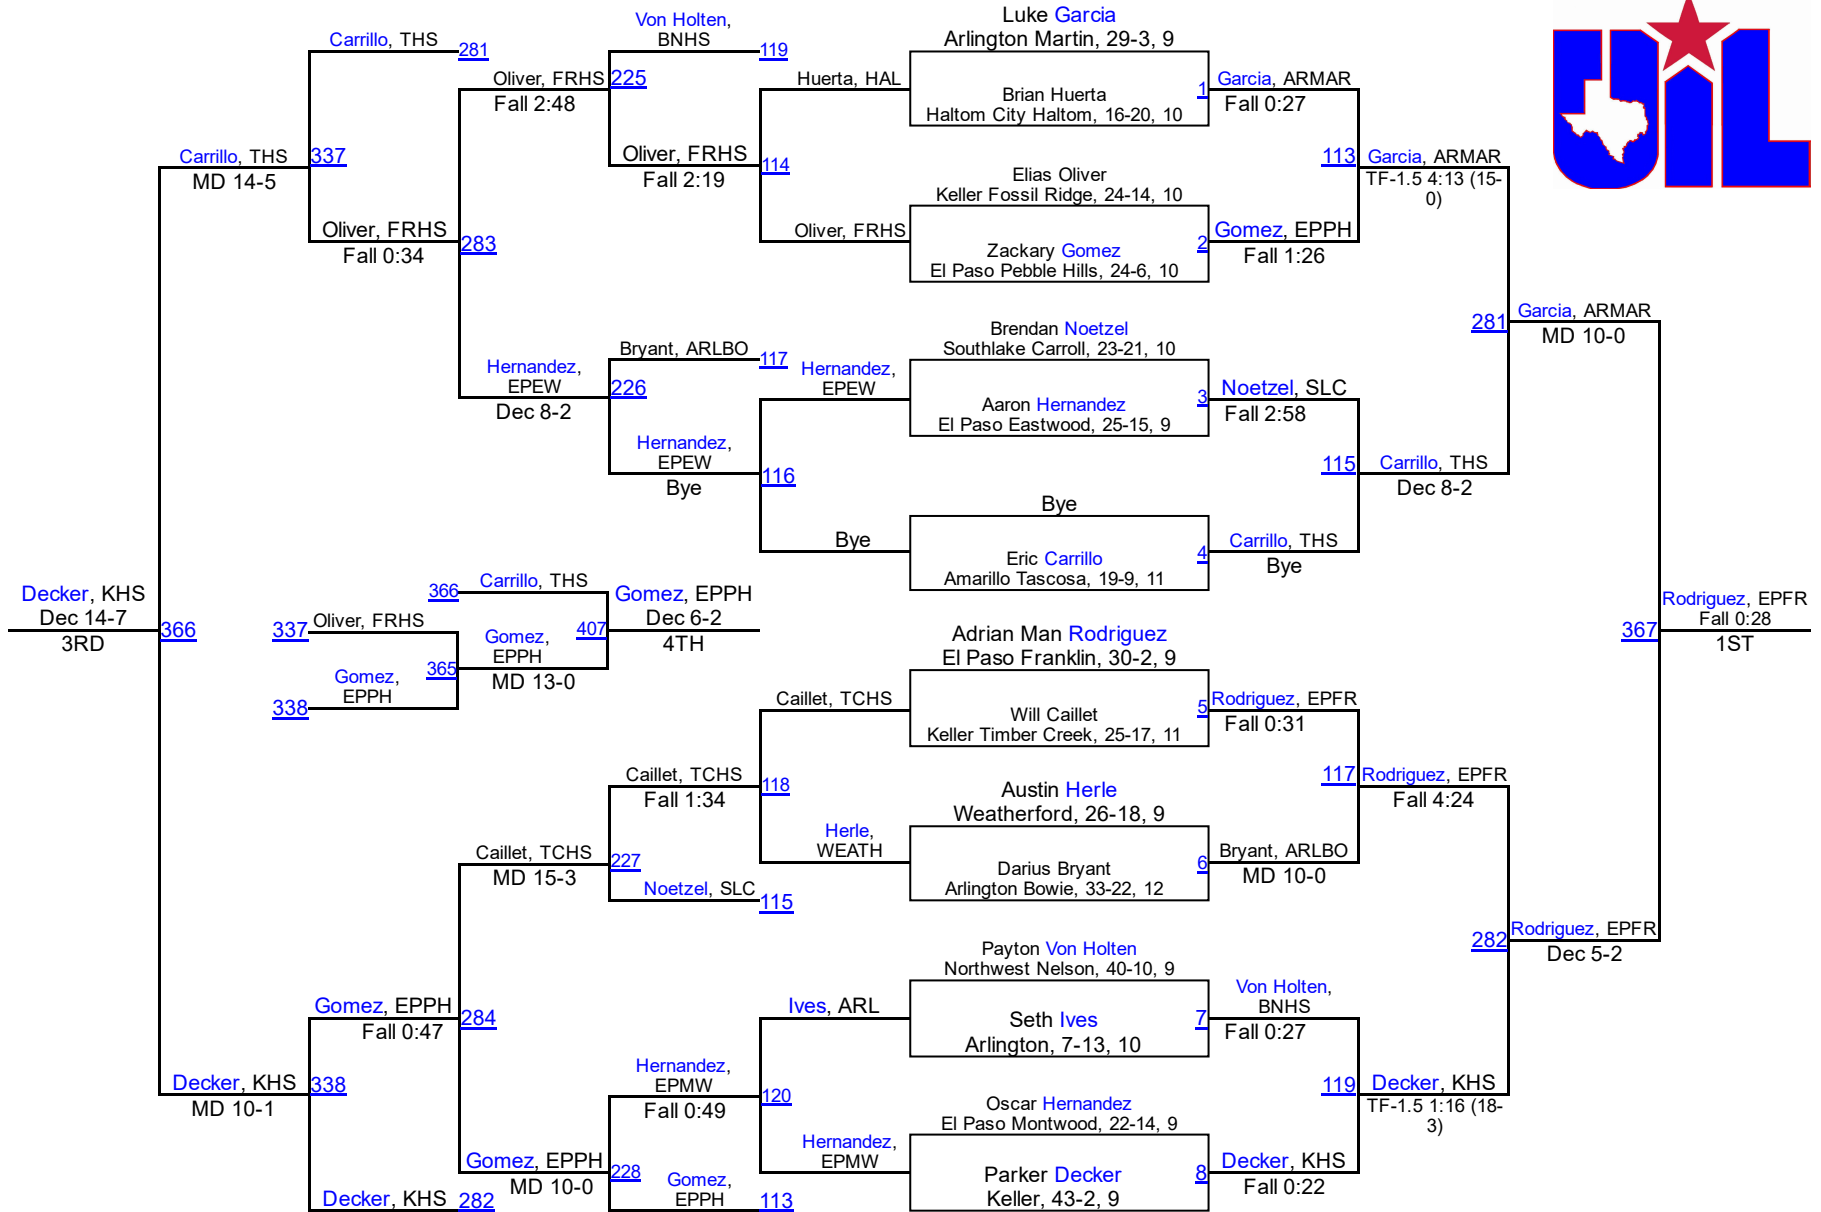 Carrillo, THS
281
Oliver, FRHS
Fall 2:48
225
Von Holten,
BNHS
119
Huerta, HAL
Oliver, FRHS
Fall 2:19
114
Oliver, FRHS
Carrillo, THS
MD 14-5
337
Oliver, FRHS
Fall 0:34
283
Hernandez,
EPEW
Dec 8-2
226
Bryant, ARLBO
117
Hernandez,
EPEW
Hernandez,
EPEW
Bye
116
Bye
Decker, KHS
Dec 14-7
3RD
366
366
Carrillo, THS
337
Oliver, FRHS
Gomez,
EPPH
338
365
Gomez,
EPPH
MD 13-0
407
Gomez, EPPH
Dec 6-2
4TH
Caillet, TCHS
Caillet, TCHS
Fall 1:34
118
Herle,
WEATH
Caillet, TCHS
MD 15-3
227
Noetzel, SLC
115
Gomez, EPPH
Fall 0:47
284
Ives, ARL
Hernandez,
EPMW
Fall 0:49
120
Hernandez,
EPMW
Decker, KHS
MD 10-1
338
Gomez, EPPH
MD 10-0
228
Gomez,
EPPH
113
Decker, KHS
282
Luke Garcia
Arlington Martin, 29-3, 9
Brian Huerta
Haltom City Haltom, 16-20, 10
1
Garcia, ARMAR
Fall 0:27
Elias Oliver
Keller Fossil Ridge, 24-14, 10
Zackary Gomez
El Paso Pebble Hills, 24-6, 10
2
Gomez, EPPH
Fall 1:26
113
Garcia, ARMAR
TF-1.5 4:13 (15-
0)
Brendan Noetzel
Southlake Carroll, 23-21, 10
Aaron Hernandez
El Paso Eastwood, 25-15, 9
3
Noetzel, SLC
Fall 2:58
Bye
Eric Carrillo
Amarillo Tascosa, 19-9, 11
4
Carrillo, THS
Bye
115
Carrillo, THS
Dec 8-2
281
Garcia, ARMAR
MD 10-0
Adrian Man Rodriguez
El Paso Franklin, 30-2, 9
Will Caillet
Keller Timber Creek, 25-17, 11
5
Rodriguez, EPFR
Fall 0:31
Austin Herle
Weatherford, 26-18, 9
Darius Bryant
Arlington Bowie, 33-22, 12
6
Bryant, ARLBO
MD 10-0
117
Rodriguez, EPFR
Fall 4:24
Payton Von Holten
Northwest Nelson, 40-10, 9
Seth Ives
Arlington, 7-13, 10
7
Von Holten,
BNHS
Fall 0:27
Oscar Hernandez
El Paso Montwood, 22-14, 9
Parker Decker
Keller, 43-2, 9
8
Decker, KHS
Fall 0:22
119
Decker, KHS
TF-1.5 1:16 (18-
3)
282
Rodriguez, EPFR
Dec 5-2
367
Rodriguez, EPFR
Fall 0:28
1ST
UIL